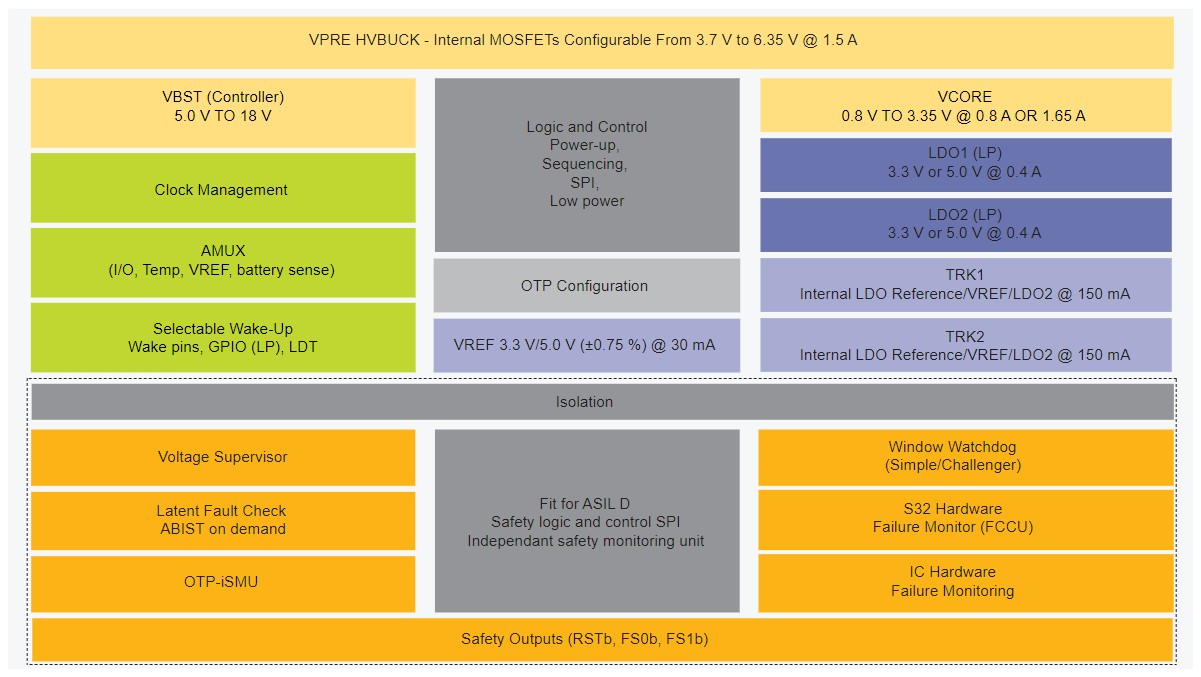 VPRE HVBUCK - Internal MOSFETs Configurable From 3.7 V to 6.35 V @ 1.5 A
VBST (Controller)
5.0 V TO 18 V
Clock Management
AMUX
(I/O, Temp, VREF, battery sense)
Selectable Wake-Up
Wake pins, GPIO (LP), LDT
Logic and Control
Power-up,
Sequencing,
SPI,
Low power
OTP Configuration
VREF 3.3 V/5.0 V (±0.75 %) @ 30 mA
VCORE
0.8 V TO 3.35 V @ 0.8 A OR 1.65 A
LDO1 (LP)
3.3 V or 5.0 V @ 0.4 A
LDO2 (LP)
3.3 V or 5.0 V @ 0.4 A
TRK1
Internal LDO Reference/VREF/LDO2 @ 150 mA
TRK2
Internal LDO Reference/VREF/LDO2 @ 150 mA
Isolation
Voltage Supervisor
Latent Fault Check
ABIST on demand
OTP-iSMU
Fit for ASIL D
Safety logic and control SPI
Independant safety monitoring unit
Window Watchdog
(Simple/Challenger)
S32 Hardware
Failure Monitor (FCCU)
IC Hardware
Failure Monitoring
Safety Outputs (RSTb, FS0b, FS1b)